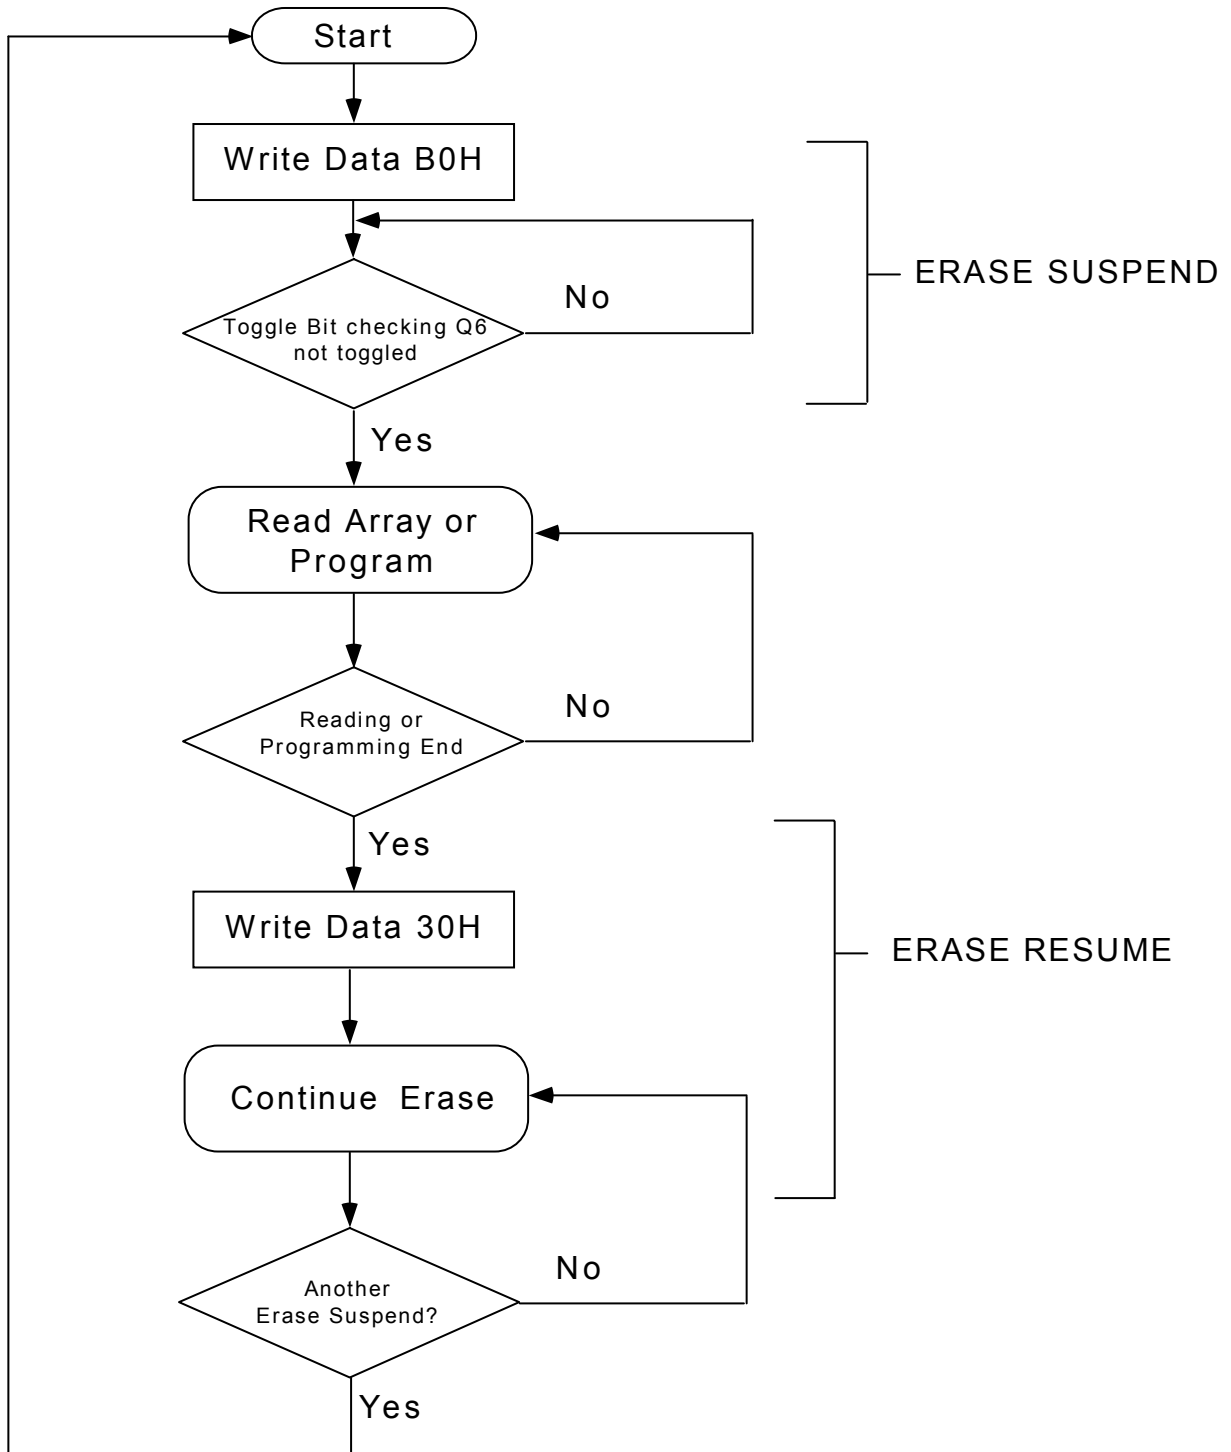 Start
Write Data B0H
ERASE SUSPEND
No
Toggle Bit checking Q6
not toggled
Yes
Read Array or
Program
No
Reading or
Programming End
Yes
Write Data 30H
ERASE RESUME
Continue Erase
No
Another
Erase Suspend?
Yes